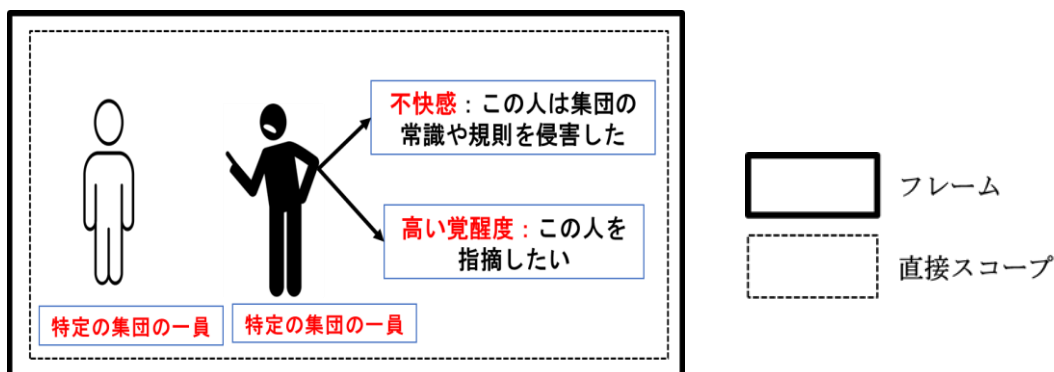 不快感：この人は集団の
常識や規則を侵害した
高い覚醒度：この人を
指摘したい
特定の集団の一員
特定の集団の一員
フレーム
直接スコープ